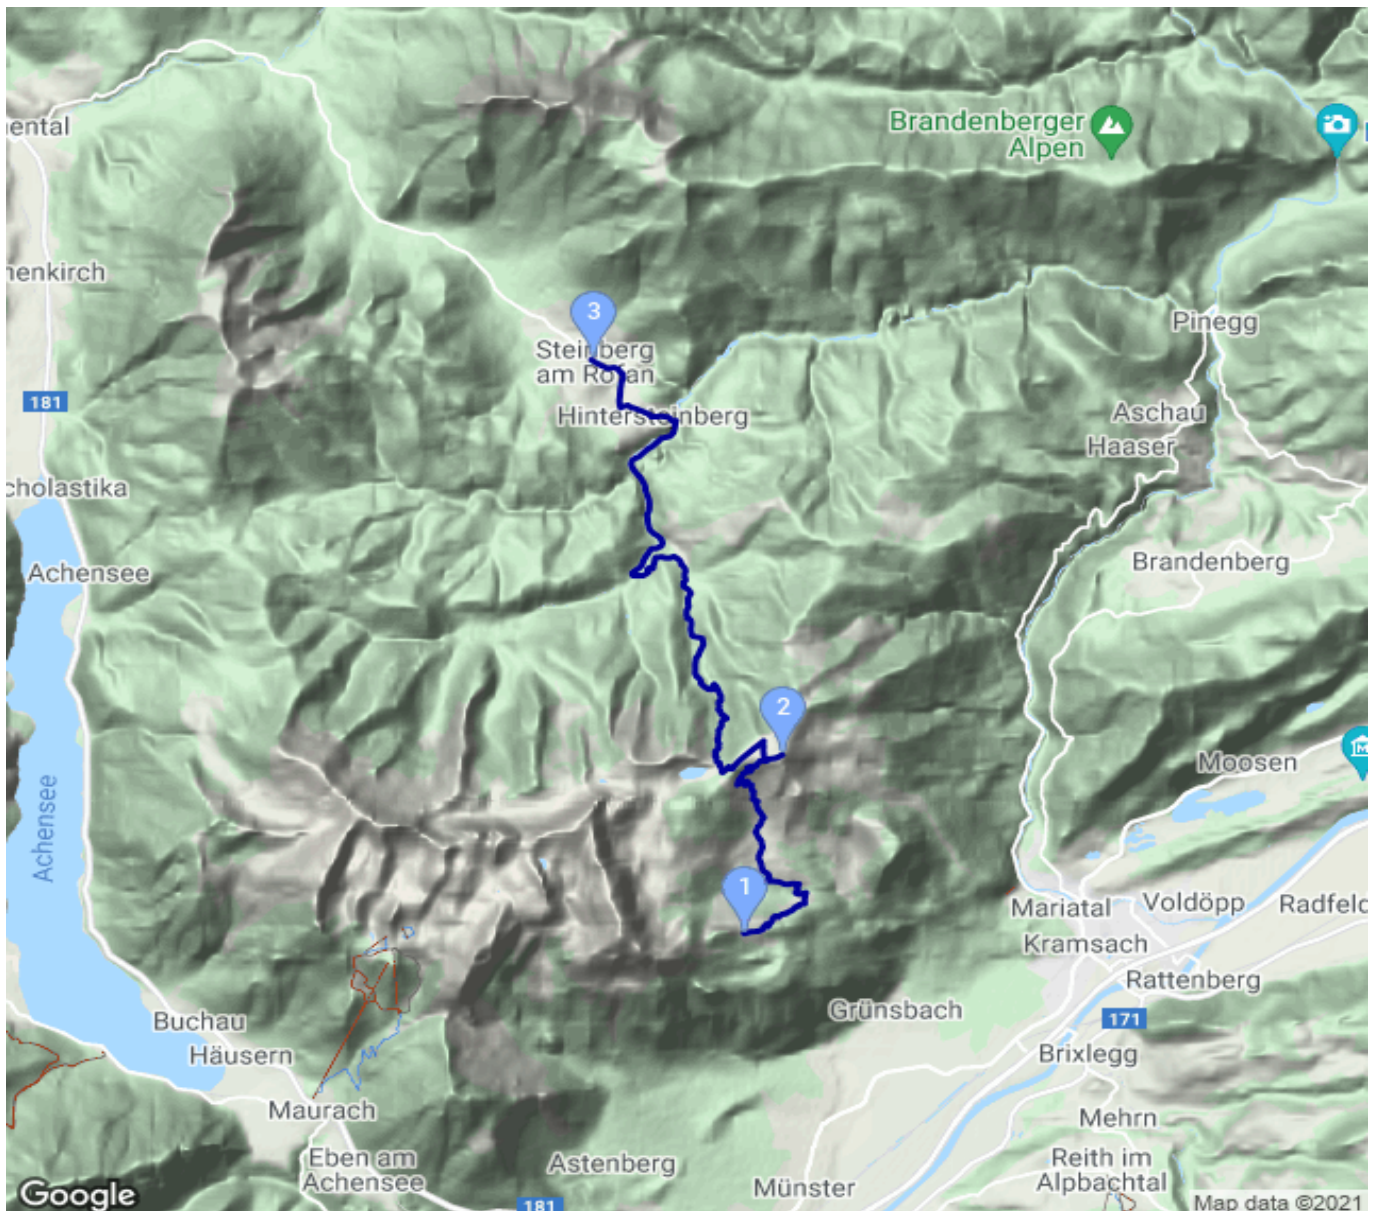 Brandenberger
Alpen
ental
enkirch
3
Pinegg
Steinberg
am Rofan
181
Hintersteinberg
Aschau
Haaser
cholastika
Achensee
Brandenberg
2
Moosen
Achensee
1
Mariatal
Voldöpp
Radfeld
Kramsach
Rattenberg
Grünsbach
171
Buchau
Häusern
Brixlegg
Maurach
Mehrn
Eben am
Achensee
Astenberg
Reith im
Alpbachtal
Münster
181
Google
Map data ©2021